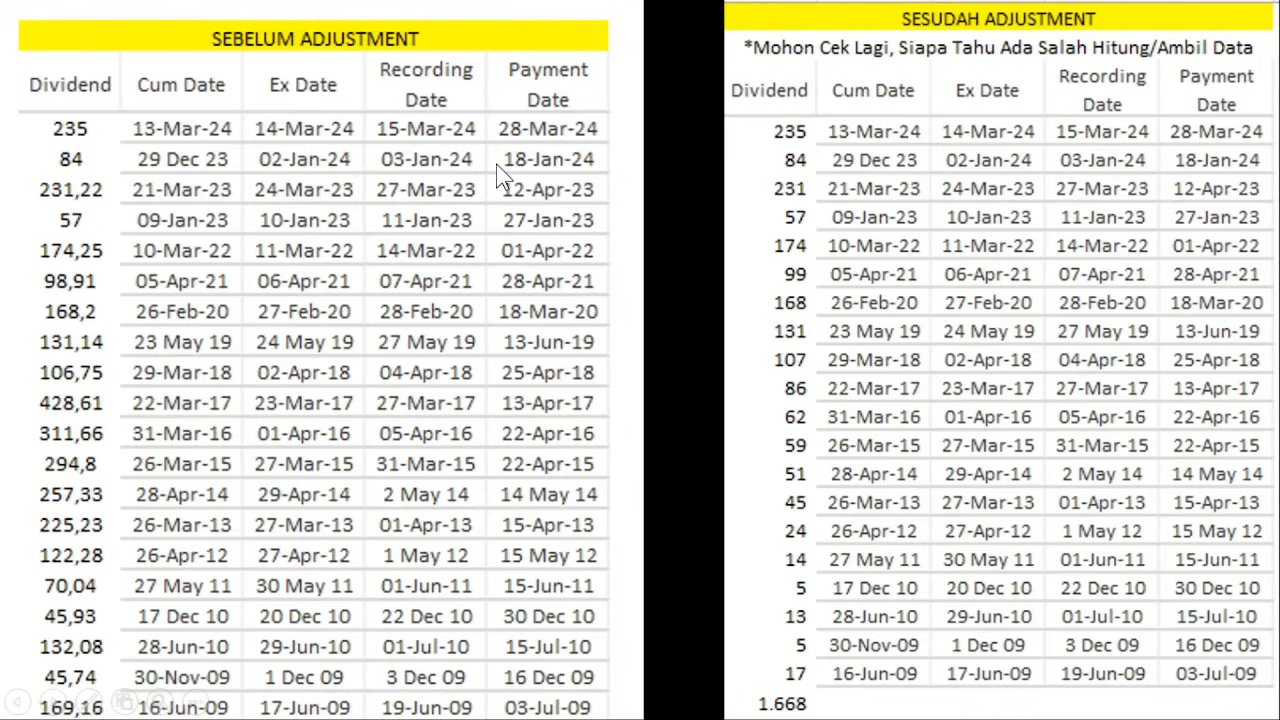 SEBELUM ADJUSTMENT
Dividend Cum Date Ex Date Recording Date Payment Date
235 13-Mar-24 14-Mar-24 15-Mar-24 28-Mar-24
84 29 Dec 23 02-Jan-24 03-Jan-24 18-Jan-24
231,22 21-Mar-23 24-Mar-23 27-Mar-23 12-Apr-23
57 09-Jan-23 10-Jan-23 11-Jan-23 27-Jan-23
174,25 10-Mar-22 11-Mar-22 14-Mar-22 01-Apr-22
98,91 05-Apr-21 06-Apr-21 07-Apr-21 28-Apr-21
168,2 26-Feb-20 27-Feb-20 28-Feb-20 18-Mar-20
131,14 23 May 19 24 May 19 27 May 19 13-Jun-19
106,75 29-Mar-18 02-Apr-18 04-Apr-18 25-Apr-18
428,61 22-Mar-17 23-Mar-17 27-Mar-17 13-Apr-17
311,66 31-Mar-16 01-Apr-16 05-Apr-16 22-Apr-16
294,8 26-Mar-15 27-Mar-15 31-Mar-15 22-Apr-15
257,33 28-Apr-14 29-Apr-14 2 May 14 14 May 14
225,23 26-Mar-13 27-Mar-13 01-Apr-13 15-Apr-13
122,28 26-Apr-12 27-Apr-12 1 May 12 15 May 12
70,04 27 May 11 30 May 11 01-Jun-11 15-Jun-11
45,93 17 Dec 10 20 Dec 10 22 Dec 10 30 Dec 10
132,08 28-Jun-10 29-Jun-10 01-Jul-10 15-Jul-10
45,74 30-Nov-09 1 Dec 09 3 Dec 09 16 Dec 09
169,16 16-Jun-09 17-Jun-09 19-Jun-09 03-Jul-09
SESUDAH ADJUSTMENT
*Mohon Cek Lagi, Siapa Tahu Ada Salah Hitung/Ambil Data
Dividend Cum Date Ex Date Recording Date Payment Date
235 13-Mar-24 14-Mar-24 15-Mar-24 28-Mar-24
84 29 Dec 23 02-Jan-24 03-Jan-24 18-Jan-24
231 21-Mar-23 24-Mar-23 27-Mar-23 12-Apr-23
57 09-Jan-23 10-Jan-23 11-Jan-23 27-Jan-23
174 10-Mar-22 11-Mar-22 14-Mar-22 01-Apr-22
99 05-Apr-21 06-Apr-21 07-Apr-21 28-Apr-21
168 26-Feb-20 27-Feb-20 28-Feb-20 18-Mar-20
131 23 May 19 24 May 19 27 May 19 13-Jun-19
107 29-Mar-18 02-Apr-18 04-Apr-18 25-Apr-18
86 22-Mar-17 23-Mar-17 27-Mar-17 13-Apr-17
62 31-Mar-16 01-Apr-16 05-Apr-16 22-Apr-16
59 26-Mar-15 27-Mar-15 31-Mar-15 22-Apr-15
51 28-Apr-14 29-Apr-14 2 May 14 14 May 14
45 26-Mar-13 27-Mar-13 01-Apr-13 15-Apr-13
24 26-Apr-12 27-Apr-12 1 May 12 15 May 12
14 27 May 11 30 May 11 01-Jun-11 15-Jun-11
5 17 Dec 10 20 Dec 10 22 Dec 10 30 Dec 10
13 28-Jun-10 29-Jun-10 01-Jul-10 15-Jul-10
5 30-Nov-09 1 Dec 09 3 Dec 09 16 Dec 09
17 16-Jun-09 17-Jun-09 19-Jun-09 03-Jul-09
1.668